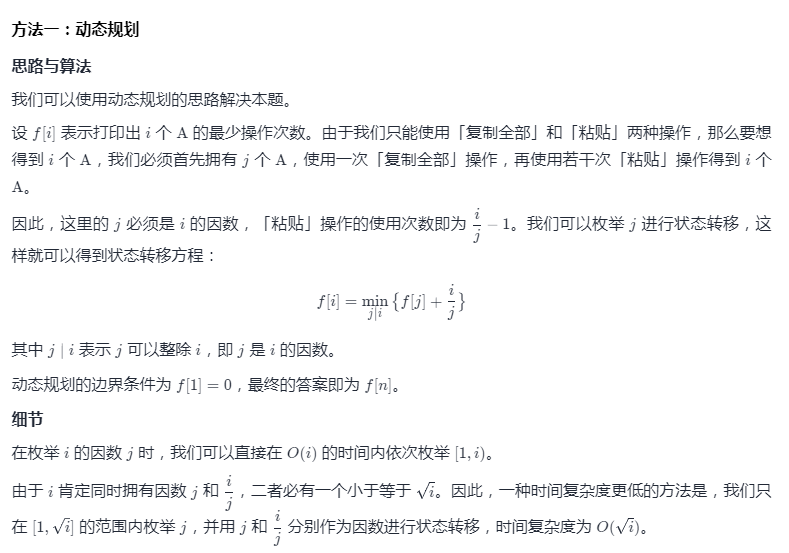 方法一：动态规划
思路与算法
我们可以使用动态规划的思路解决本题。
设 f[i] 表示打印出 i 个 A 的最少操作次数。由于我们只能使用「复制全部」和「粘贴」两种操作，那么要想
得到 i 个 A，我们必须首先拥有 j 个 A，使用一次「复制全部」操作，再使用若干次「粘贴」操作得到 i 个
A。
因此，这里的 j 必须是 i 的因数，「粘贴」操作的使用次数即为 i/j − 1。我们可以枚举 j 进行状态转移，这
样就可以得到状态转移方程：
f[i] = min_{j|i} {f[j] + i/j}
其中 j | i 表示 j 可以整除 i，即 j 是 i 的因数。
动态规划的边界条件为 f[1] = 0，最终的答案即为 f[n]。
细节
在枚举 i 的因数 j 时，我们可以直接在 O(i) 的时间内依次枚举 [1, i)。
由于 i 肯定同时拥有因数 j 和 i/j，二者必有一个小于等于 √i。因此，一种时间复杂度更低的方法是，我们只
在 [1, √i] 的范围内枚举 j，并用 j 和 i/j 分别作为因数进行状态转移，时间复杂度为 O(√i)。